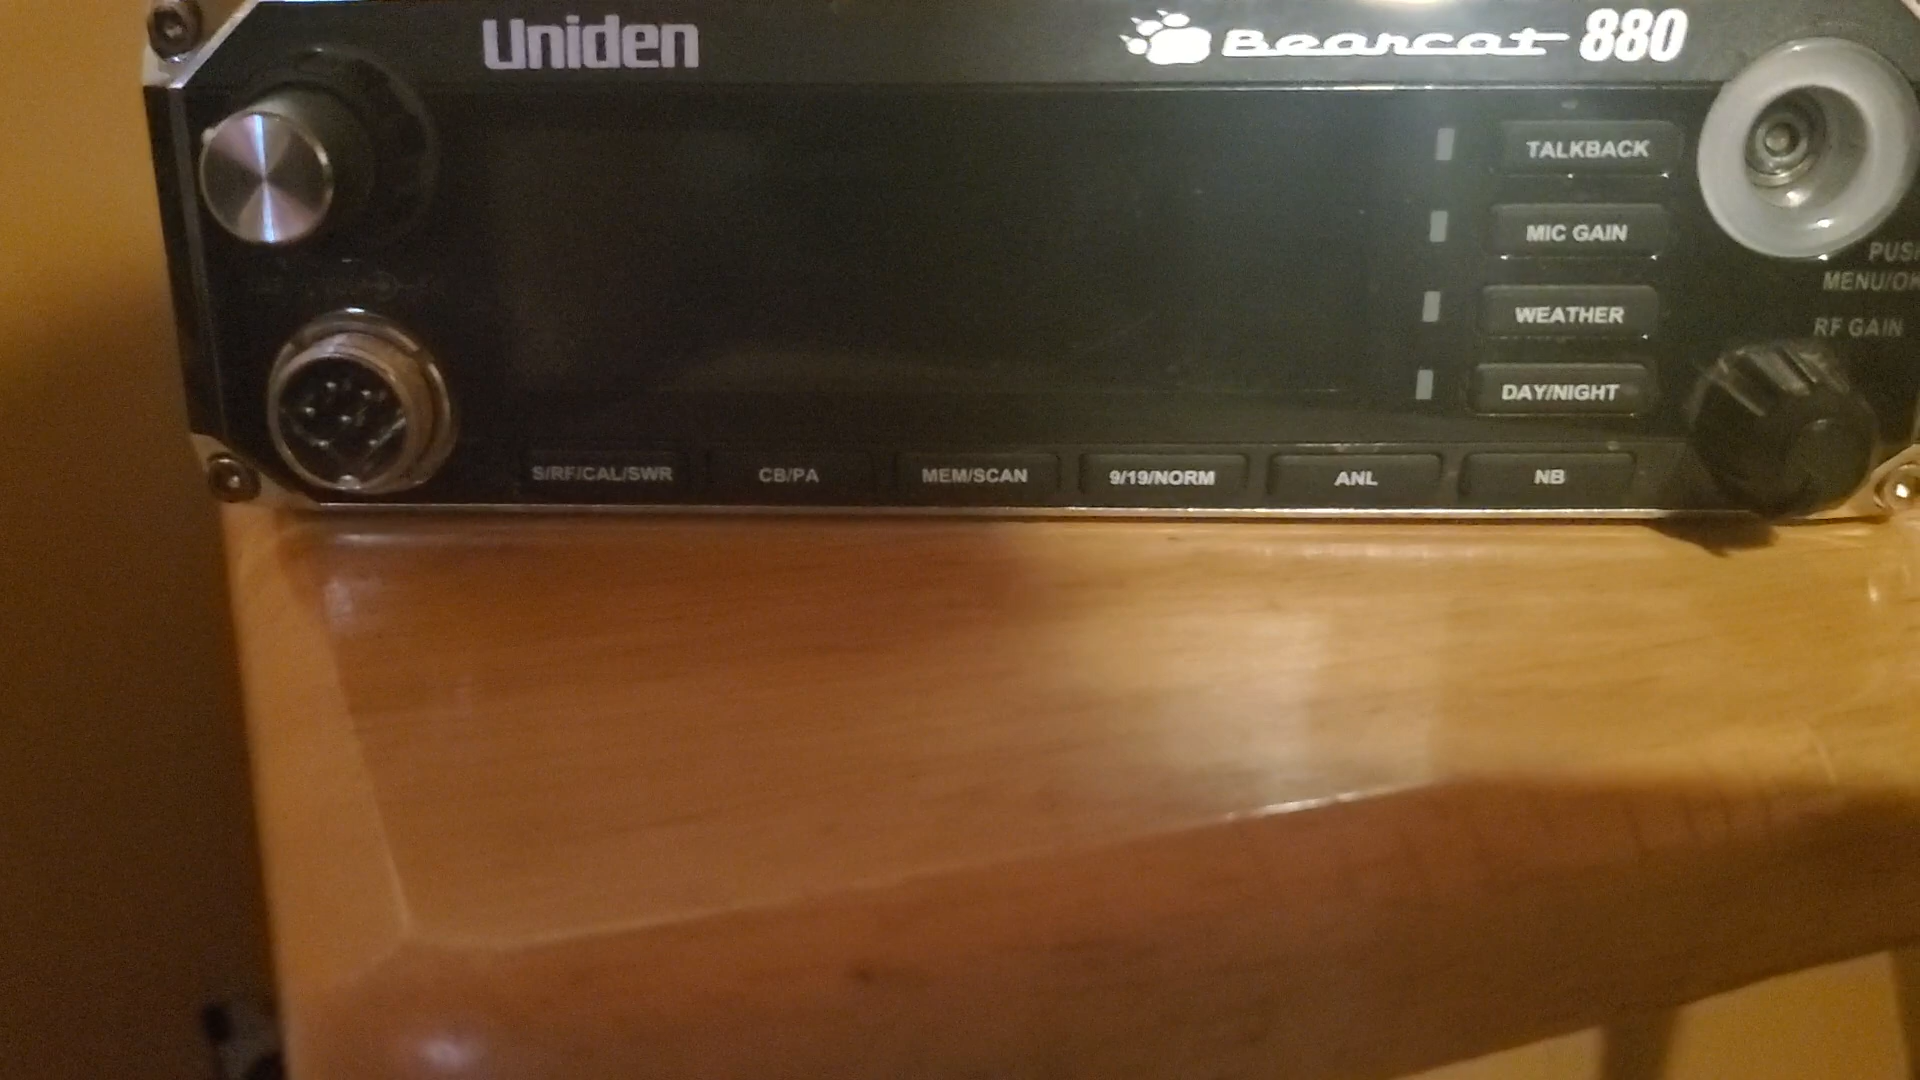 Uniden
Bearcat 880
TALKBACK
MIC GAIN
PUSH
MENU/OK
WEATHER
RF GAIN
DAY/NIGHT
S/RF/CAL/SWR
CB/PA
MEM/SCAN
9/19/NORM
ANL
NB